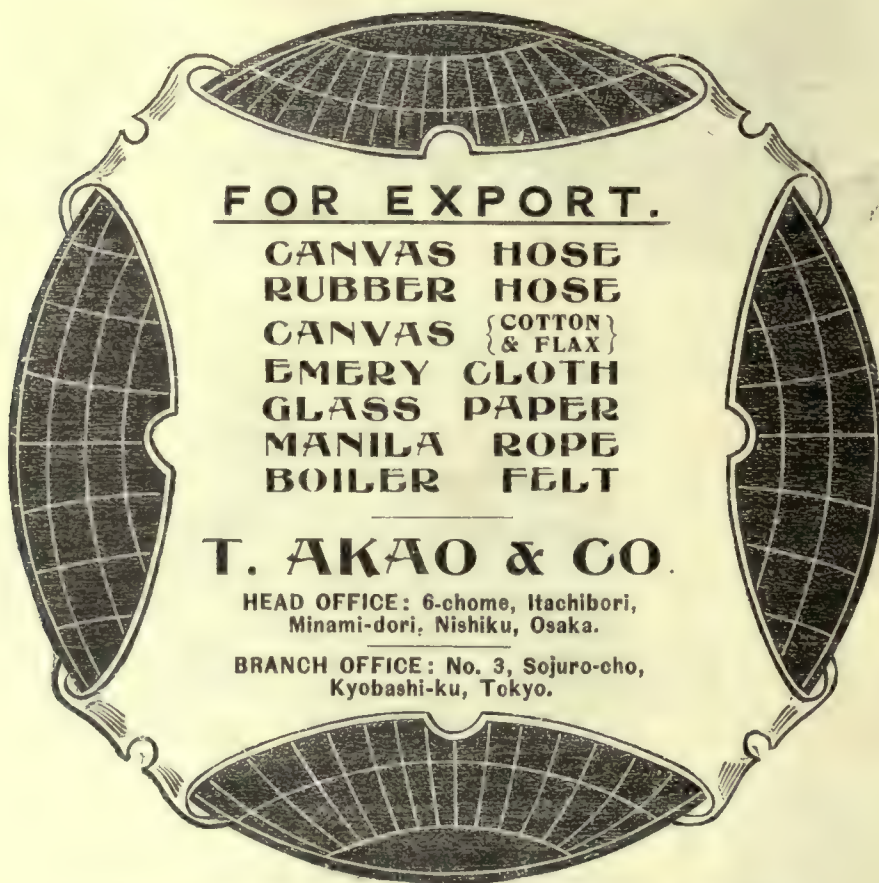 FOR EXPORT.
CANVAS HOSE
RUBBER HOSE
CANVAS {COTTON & FLAX}
EMERY CLOTH
GLASS PAPER
MANILA ROPE
BOILER FELT
T. AKAO & CO.
HEAD OFFICE: 6-chome, Itachibori,
Minami-dori, Nishiku, Osaka.
BRANCH OFFICE: No. 3, Sojuro-cho,
Kyobashi-ku, Tokyo.